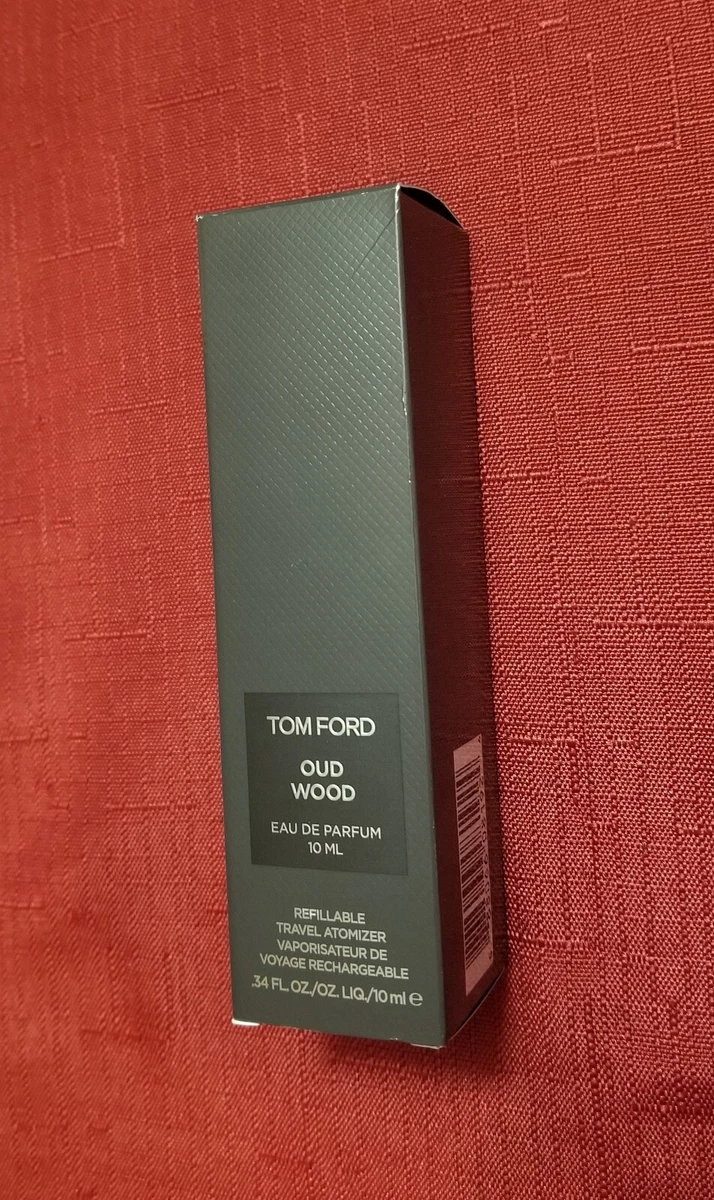 TOM FORD
OUD
WOOD
EAU DE PARFUM
10 ML
REFILLABLE
TRAVEL ATOMIZER
VAPORISATEUR DE
VOYAGE RECHARGEABLE
.34 FL. OZ./OZ. LIQ./10 ml ℮